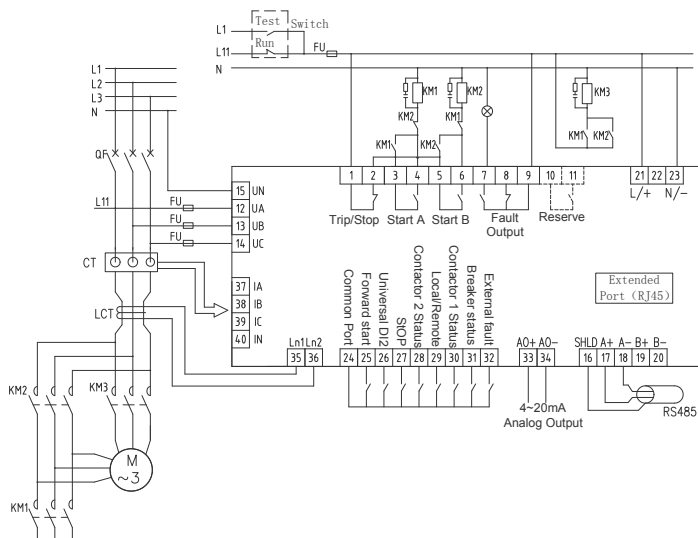 Test Switch
L1
L11 Run FU
N
L1
L2
L3
N
KM1 KM2 KM3
KM2 KM1
KM1 KM2 KM1 KM2
QF
1 2 3 4 5 6 7 8 9 10 11 21 22 23
Trip/Stop Start A Start B Fault Output Reserve L/+ N/-
15 UN
L11 FU 12 UA
FU 13 UB
FU 14 UC
CT
37 IA
38 IB
39 IC
40 IN
LCT
Common Port
Forward start
Universal DI2
StOP
Contactor 2 Status
Local/Remote
Contactor 1 Status
Breaker status
External fault
Extended
Port (RJ45)
Ln1 Ln2
35 36
24 25 26 27 28 29 30 31 32
AO+ AO-
33 34
SHLD A+ A- B+ B-
16 17 18 19 20
4~20mA
Analog Output
RS485
KM2 KM3
M
~3
KM1